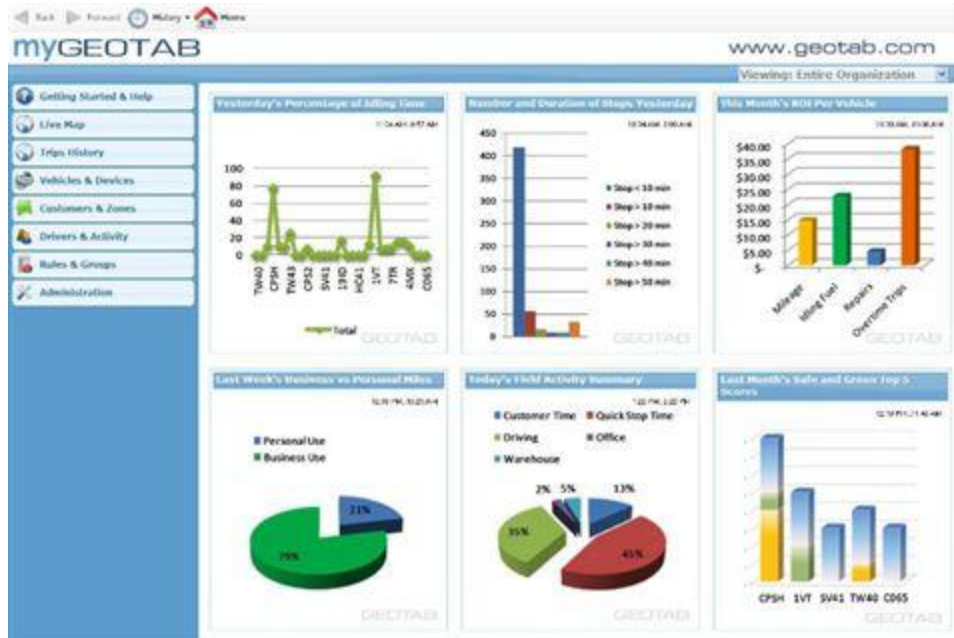 Back Forward History Home
myGEOTAB
www.geotab.com
Viewing: Entire Organization
Getting Started & Help
Live Map
Trips History
Vehicles & Devices
Customers & Zones
Drivers & Activity
Rules & Groups
Administration
Yesterday's Percentage of Idling Time
100
80
60
40
20
0
TW40
CPSH
TW43
CPS2
SV41
19RD
HC41
1VT
7TR
4MX
CO65
Total
GEOTAB
Number and Duration of Stops Yesterday
450
400
350
300
250
200
150
100
50
0
Stop < 10 min
Stop > 10 min
Stop > 20 min
Stop > 30 min
Stop > 40 min
Stop > 50 min
GEOTAB
This Month's ROI Per Vehicle
$40.00
$35.00
$30.00
$25.00
$20.00
$15.00
$10.00
$5.00
$-
Mileage
Idling Fuel
Repairs
Overtime Trips
GEOTAB
Last Week's Business vs Personal Miles
Personal Use
Business Use
21%
79%
GEOTAB
Today's Field Activity Summary
Customer Time Quick Stop Time
Driving Office
Warehouse
2% 5% 13%
35%
45%
GEOTAB
Last Month's Safe and Green Top 5
Scores
CPSH 1VT SV41 TW40 CO65
GEOTAB